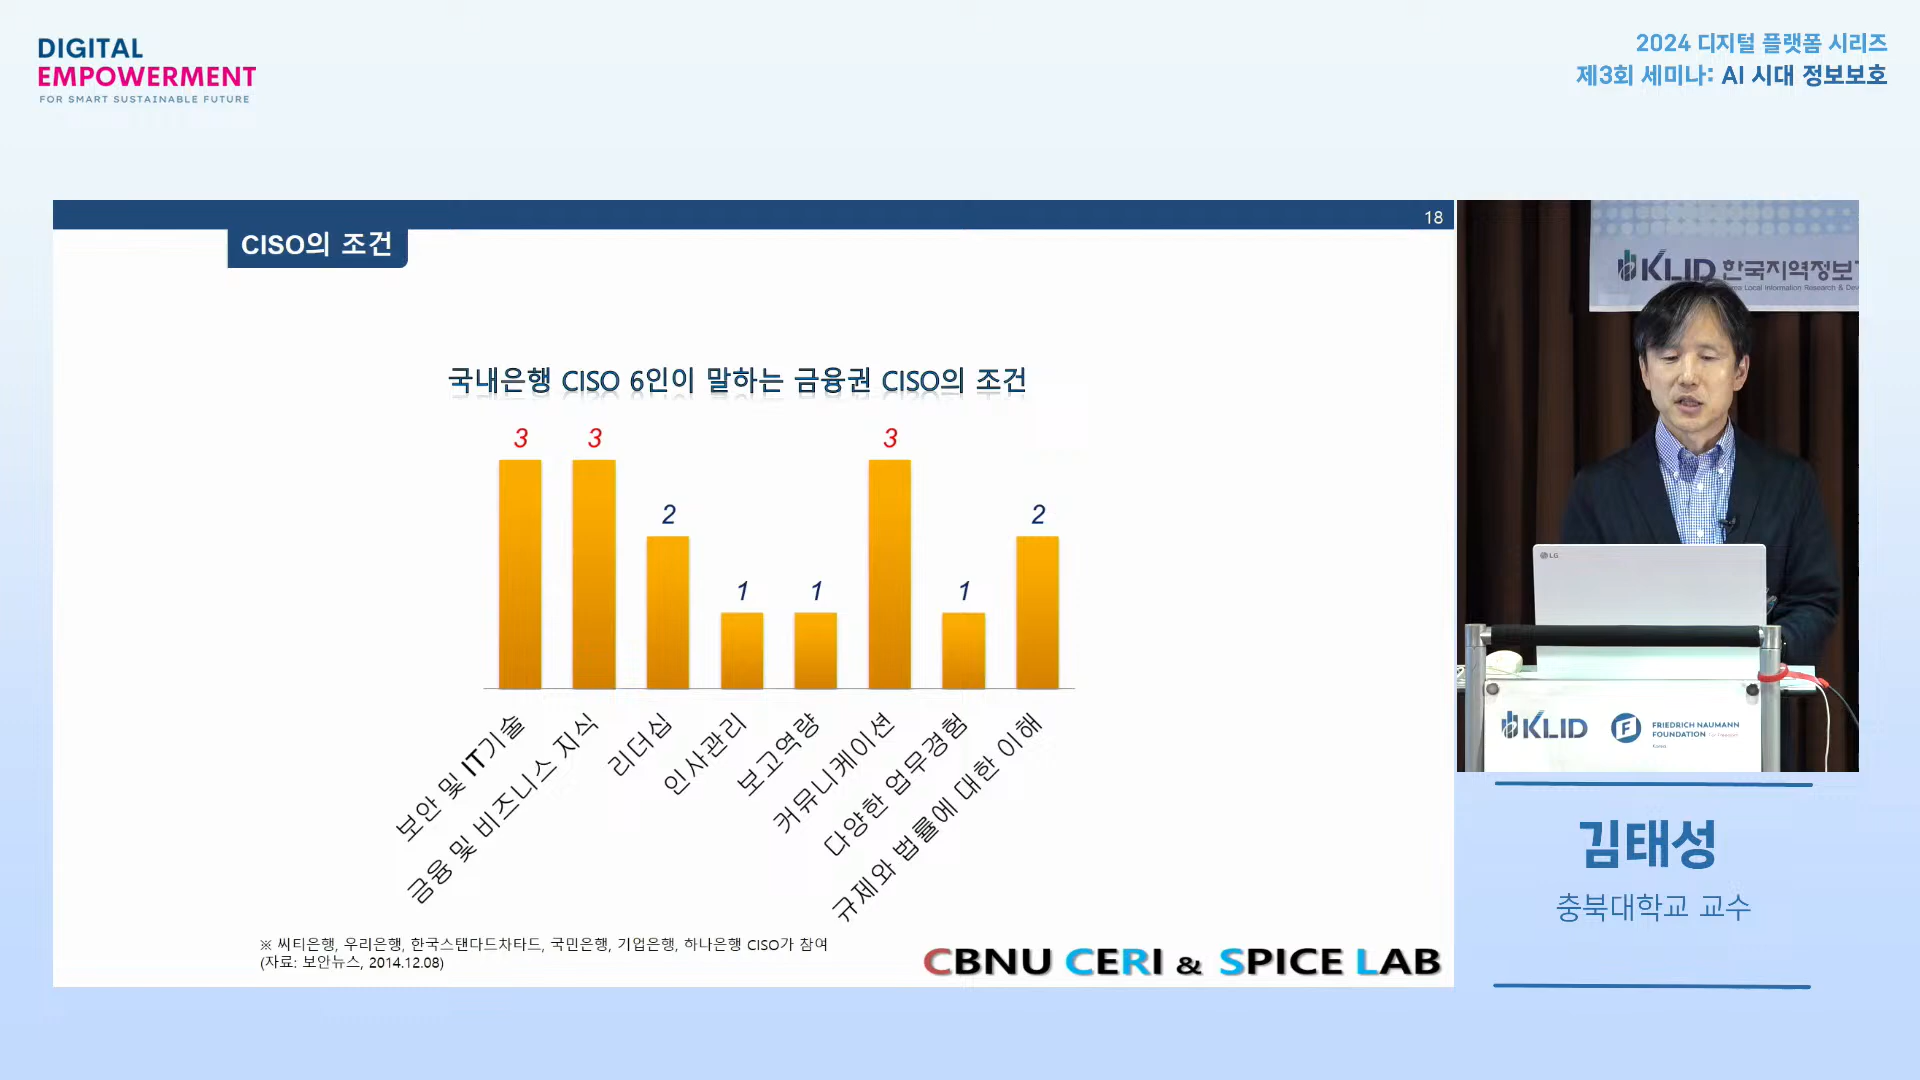 DIGITAL
EMPOWERMENT
FOR SMART SUSTAINABLE FUTURE
2024 디지털 플랫폼 시리즈
제3회 세미나: AI 시대 정보보호
18
CISO의 조건
국내은행 CISO 6인이 말하는 금융권 CISO의 조건
3
3
2
1
1
3
1
2
보안 및 IT기술
금융 및 비즈니스 지식
리더십
인사관리
보고역량
커뮤니케이션
다양한 업무경험
규제와 법률에 대한 이해
※ 씨티은행, 우리은행, 한국스탠다드차타드, 국민은행, 기업은행, 하나은행 CISO가 참여
(자료: 보안뉴스, 2014.12.08)
CBNU CERI & SPICE LAB
KLID 한국지역정보
Local Information Research & De
LG
KLID
FRIEDRICH NAUMANN
FOUNDATION For Freedom.
Korea
김태성
충북대학교 교수